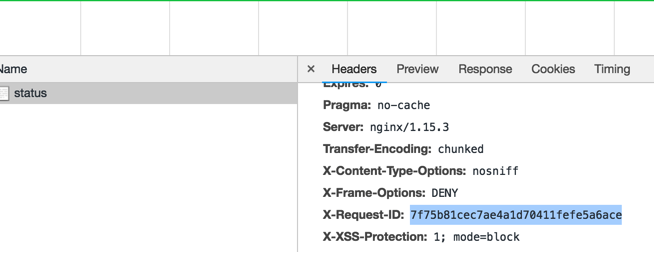 Name
× Headers Preview Response Cookies Timing
status
Expires: 0
Pragma: no-cache
Server: nginx/1.15.3
Transfer-Encoding: chunked
X-Content-Type-Options: nosniff
X-Frame-Options: DENY
X-Request-ID: 7f75b81cec7ae4a1d70411fefe5a6ace
X-XSS-Protection: 1; mode=block